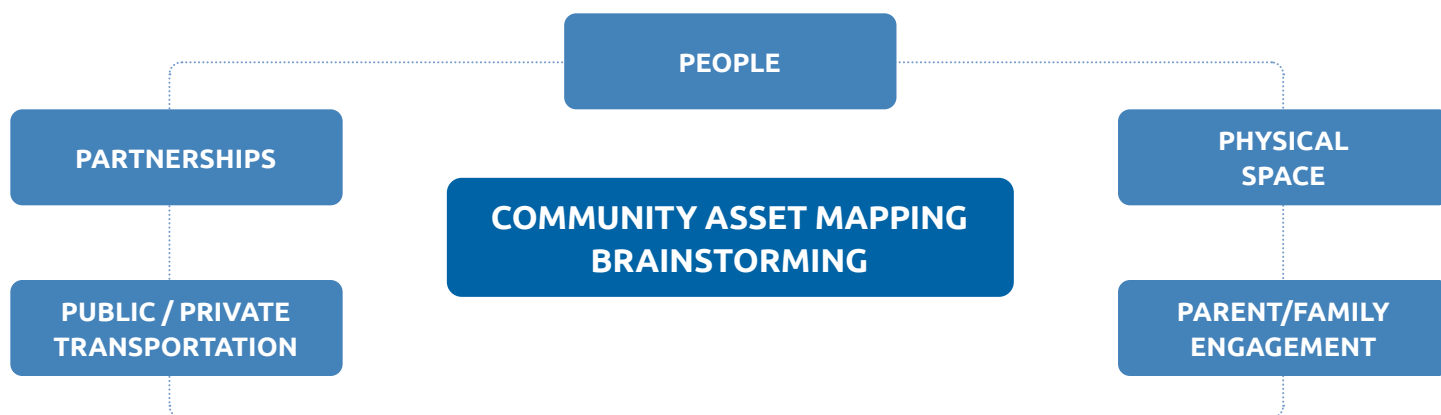 PEOPLE
PARTNERSHIPS
PHYSICAL
SPACE
COMMUNITY ASSET MAPPING
BRAINSTORMING
PUBLIC / PRIVATE
TRANSPORTATION
PARENT/FAMILY
ENGAGEMENT